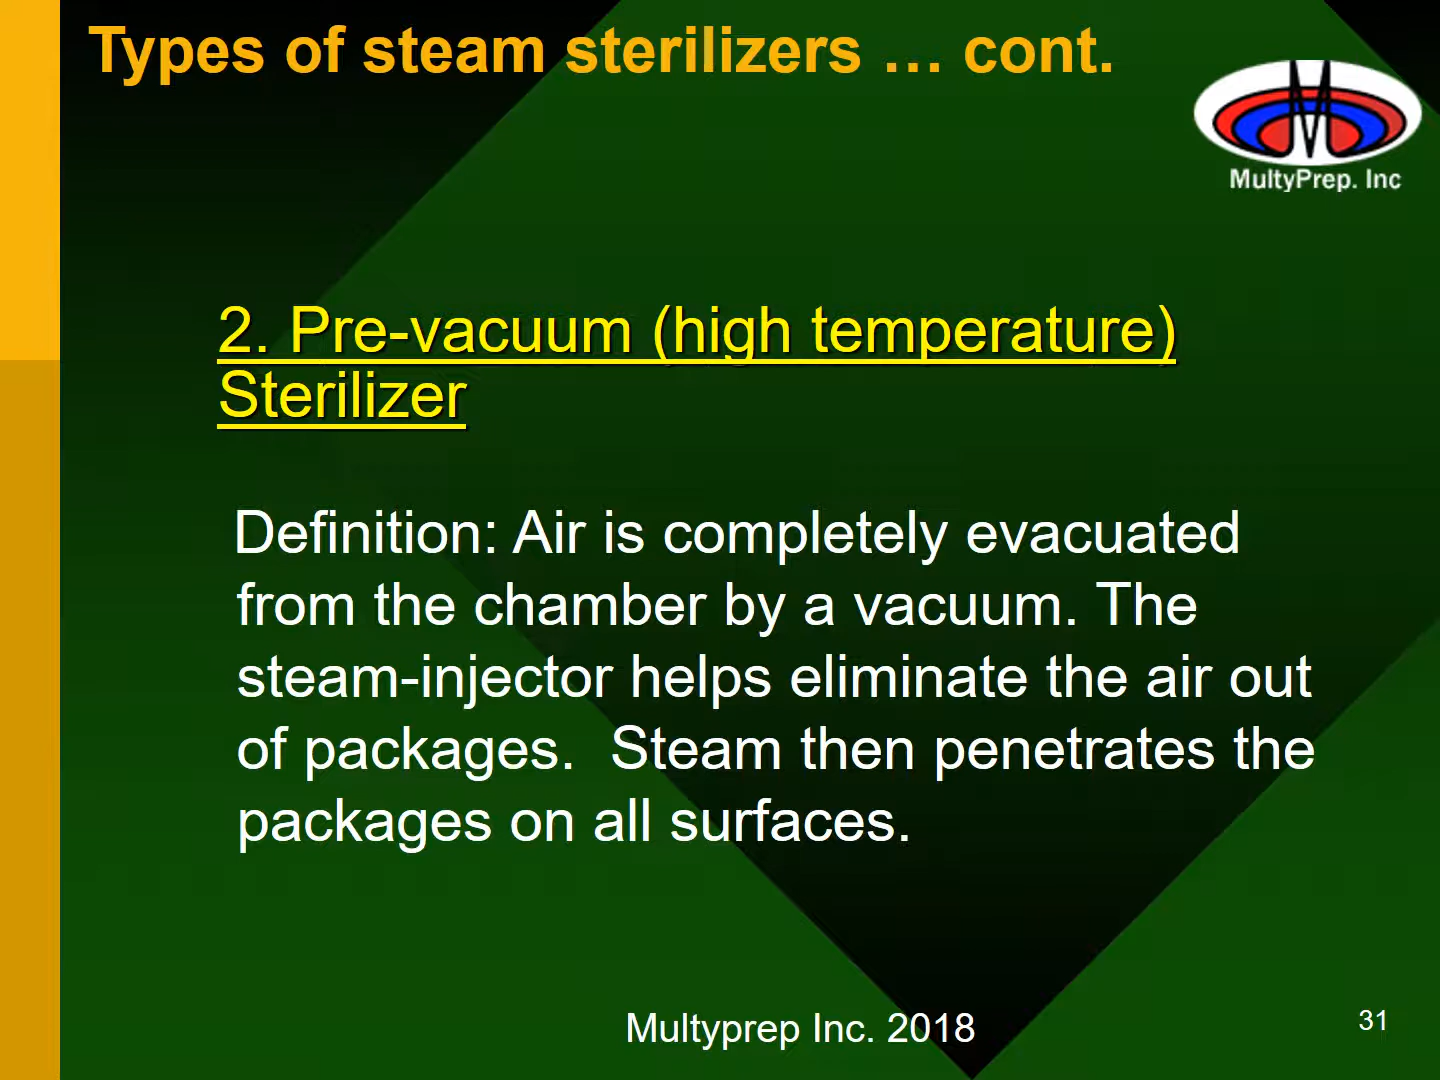 Types of steam sterilizers … cont.
MultyPrep. Inc
2. Pre-vacuum (high temperature)
Sterilizer
Definition: Air is completely evacuated
from the chamber by a vacuum. The
steam-injector helps eliminate the air out
of packages.  Steam then penetrates the
packages on all surfaces.
Multyprep Inc. 2018
31